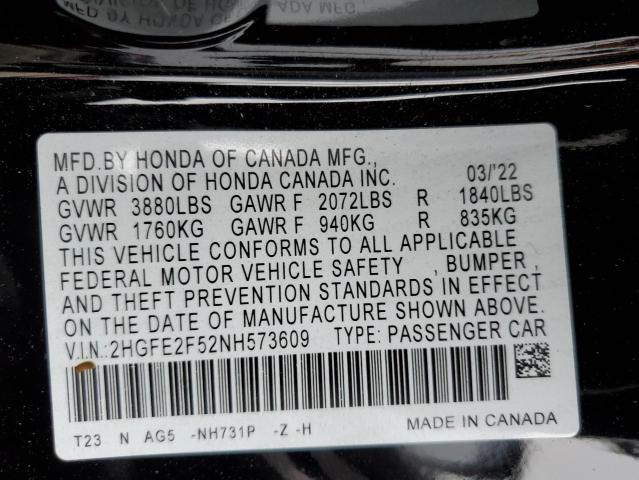 MFD.BY HONDA OF CANADA MFG.,
A DIVISION OF HONDA CANADA INC. 03/'22
GVWR 3880LBS GAWR F 2072LBS R 1840LBS
GVWR 1760KG GAWR F 940KG R 835KG
THIS VEHICLE CONFORMS TO ALL APPLICABLE
FEDERAL MOTOR VEHICLE SAFETY , BUMPER ,
AND THEFT PREVENTION STANDARDS IN EFFECT
ON THE DATE OF MANUFACTURE SHOWN ABOVE.
V.I.N.:2HGFE2F52NH573609 TYPE: PASSENGER CAR
T23 N AG5 -NH731P -Z -H MADE IN CANADA